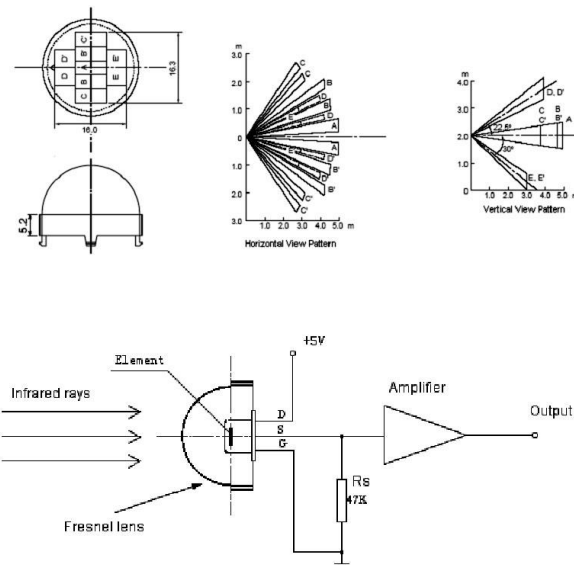 C
D D' B' E
A
D D B E
C
16.3
16.0
5.2
m
3.0
2.0
1.0
0
1.0
2.0
3.0
C
C
B
D
B
E
D
A
A'
E'
D'
B'
D'
B'
C'
C'
1.0 2.0 3.0 4.0 5.0 m
Horizontal View Pattern
m
4.0
3.0
2.0
1.0
0
D, D'
C B
C' B' A
22.5°
30°
E, E'
1.0 2.0 3.0 4.0 5.0 m
Vertical View Pattern
+5V
Element
Infrared rays
Amplifier
Output
D
S
G
Rs
47K
Fresnel lens